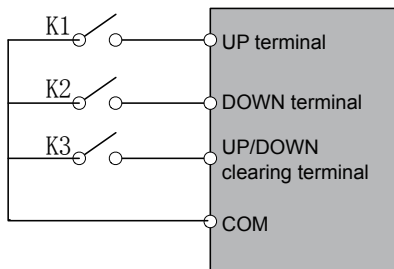 K1
UP terminal
K2
DOWN terminal
K3
UP/DOWN
clearing terminal
COM